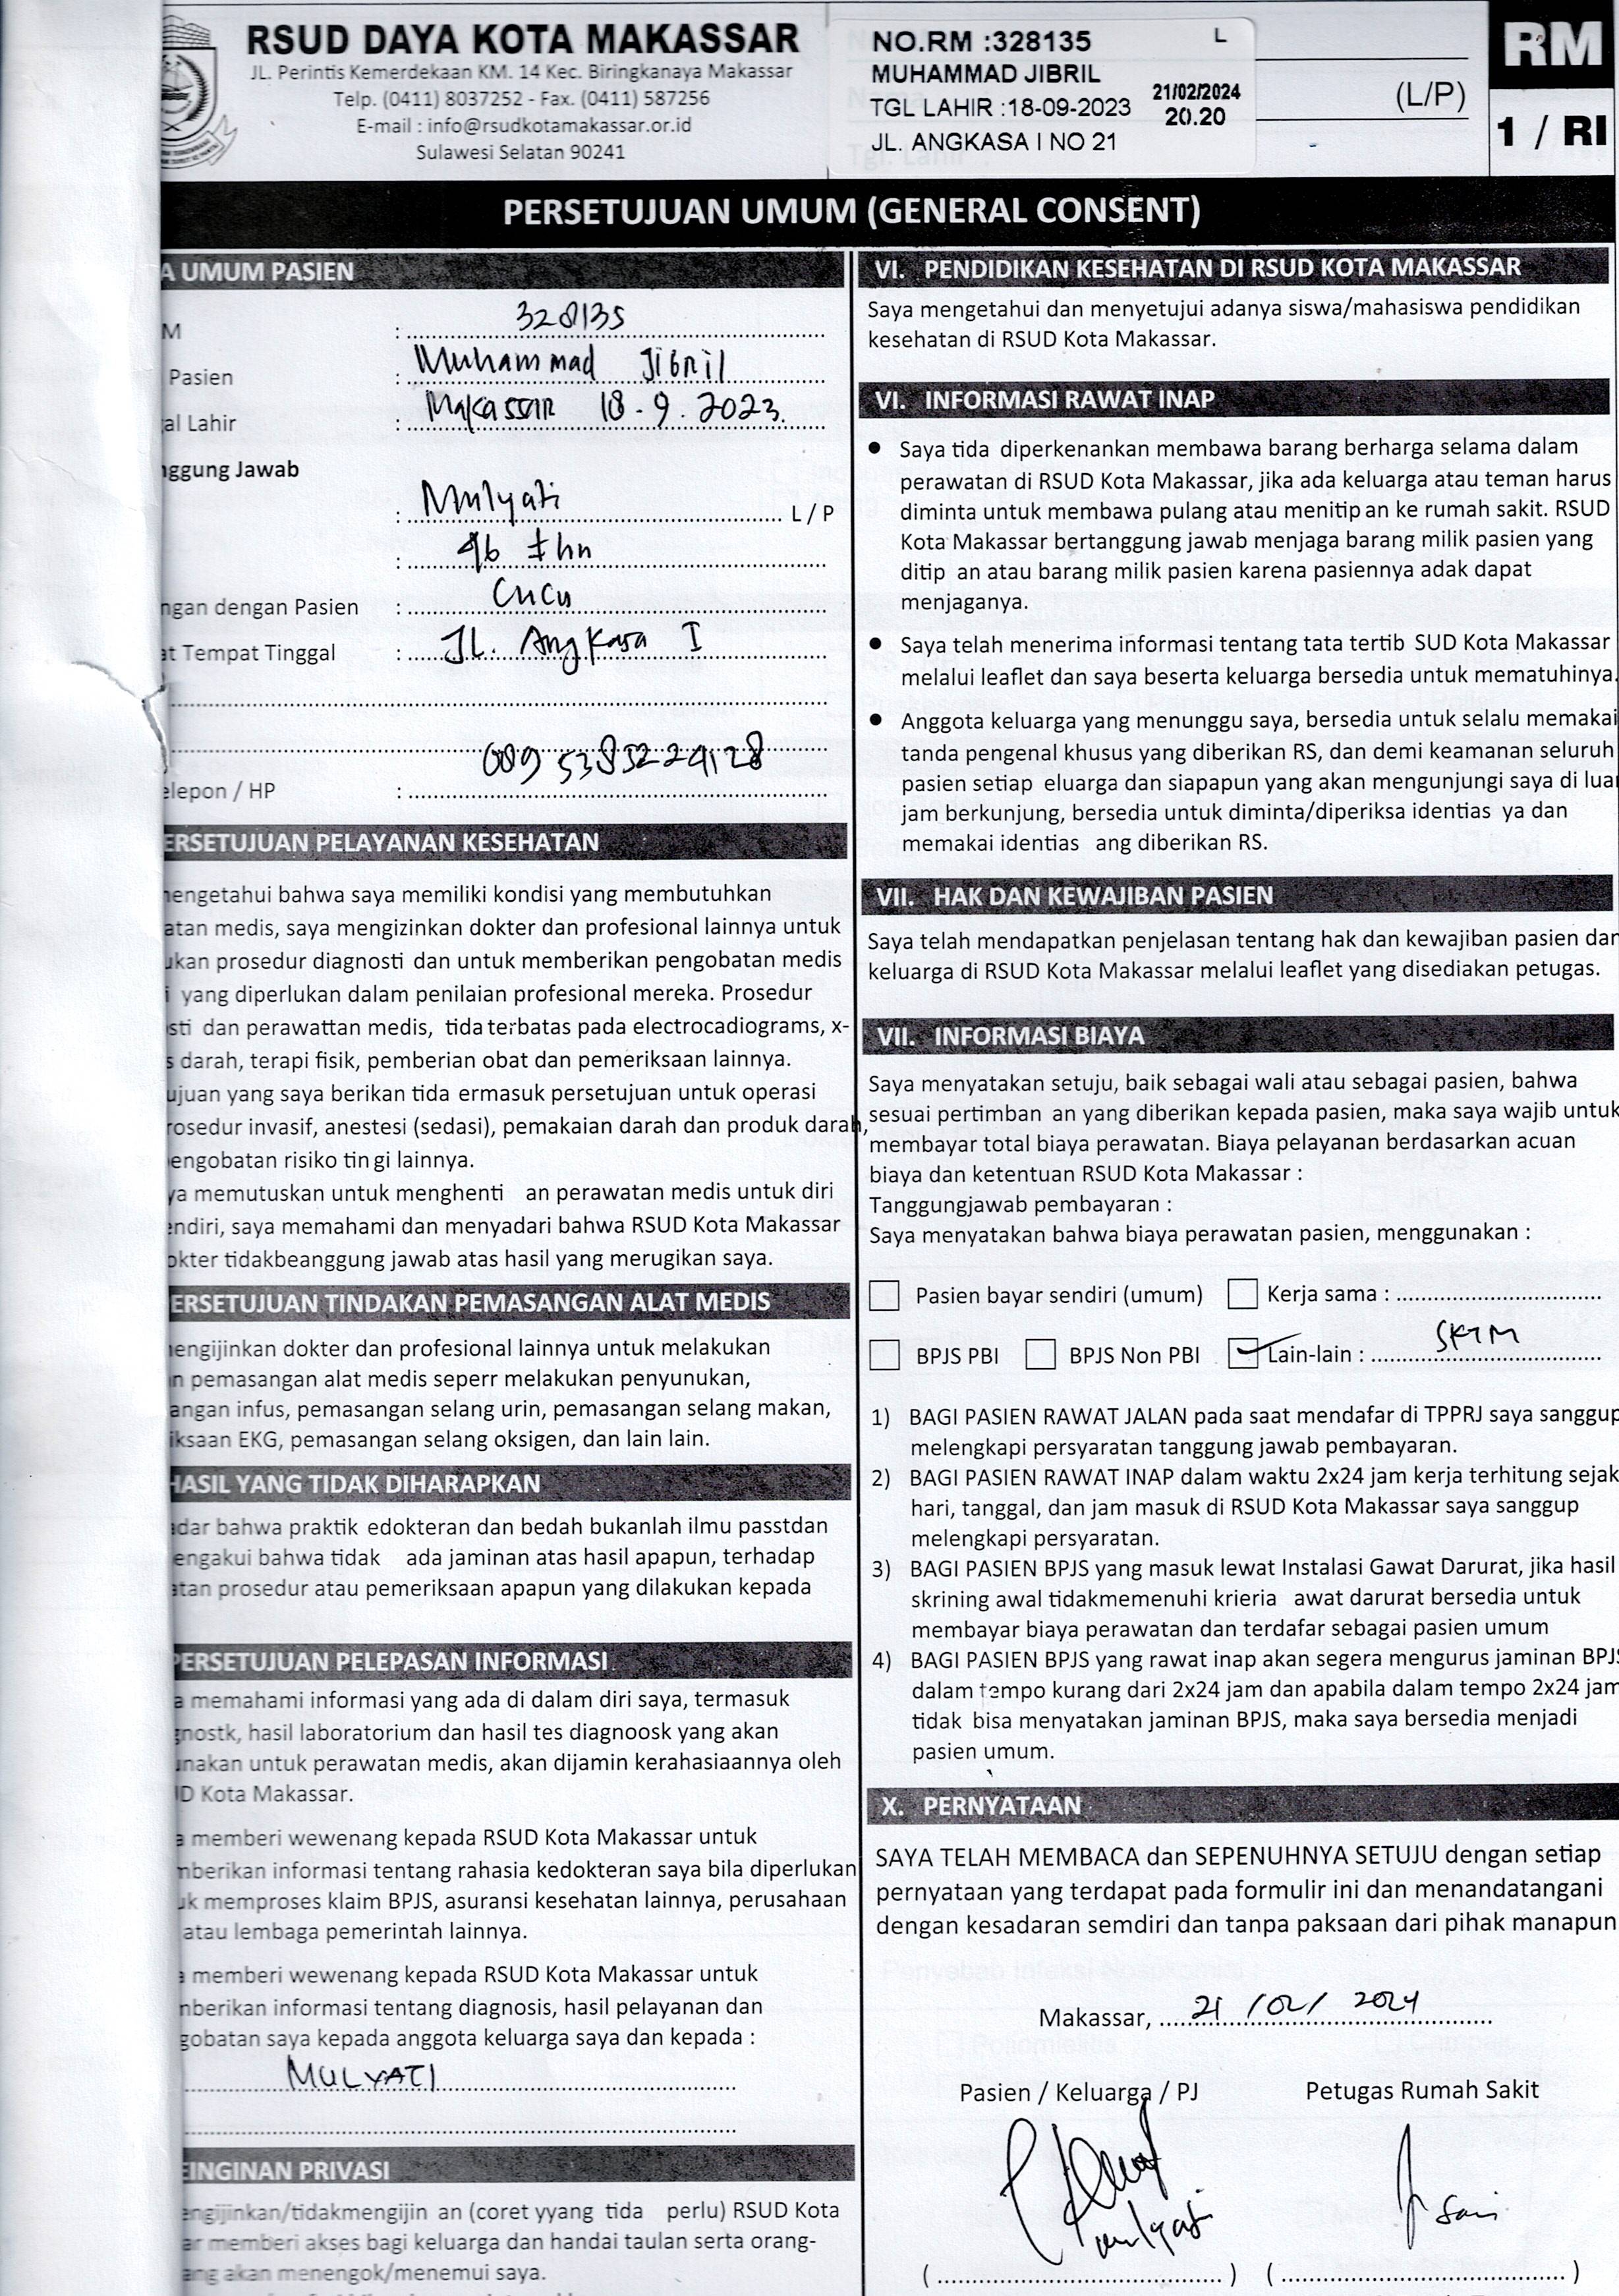 RSUD DAYA KOTA MAKASSAR
JL. Perintis Kemerdekaan KM. 14 Kec. Biringkanaya Makassar
Telp. (0411) 8037252 - Fax. (0411) 587256
E-mail : info@rsudkotamakassar.or.id
Sulawesi Selatan 90241
NO.RM :328135 L
MUHAMMAD JIBRIL
TGL LAHIR :18-09-2023 21/02/2024 20.20
JL. ANGKASA I NO 21
(L/P)
RM
1 / RI
PERSETUJUAN UMUM (GENERAL CONSENT)
A UMUM PASIEN
M : 328135
Pasien : Muhammad Jibril
al Lahir : Makassar 18-9.2023.
ggung Jawab
: Mulyati L / P
: 46 thn
ngan dengan Pasien : Cucu
t Tempat Tinggal : JL. Angkasa I
elepon / HP :
ERSETUJUAN PELAYANAN KESEHATAN
engetahui bahwa saya memiliki kondisi yang membutuhkan
atan medis, saya mengizinkan dokter dan profesional lainnya untuk
ukan prosedur diagnosti dan untuk memberikan pengobatan medis
i yang diperlukan dalam penilaian profesional mereka. Prosedur
sti dan perawattan medis, tida terbatas pada electrocadiograms, x-
s darah, terapi fisik, pemberian obat dan pemeriksaan lainnya.
ujuan yang saya berikan tida ermasuk persetujuan untuk operasi
rosedur invasif, anestesi (sedasi), pemakaian darah dan produk darah,
engobatan risiko tin gi lainnya.
ya memutuskan untuk menghenti an perawatan medis untuk diri
endiri, saya memahami dan menyadari bahwa RSUD Kota Makassar
okter tidakbeanggung jawab atas hasil yang merugikan saya.
ERSETUJUAN TINDAKAN PEMASANGAN ALAT MEDIS
engijinkan dokter dan profesional lainnya untuk melakukan
n pemasangan alat medis seperr melakukan penyunukan,
angan infus, pemasangan selang urin, pemasangan selang makan,
iksaan EKG, pemasangan selang oksigen, dan lain lain.
HASIL YANG TIDAK DIHARAPKAN
dar bahwa praktik edokteran dan bedah bukanlah ilmu passtdan
engakui bahwa tidak ada jaminan atas hasil apapun, terhadap
atan prosedur atau pemeriksaan apapun yang dilakukan kepada
PERSETUJUAN PELEPASAN INFORMASI
a memahami informasi yang ada di dalam diri saya, termasuk
gnostk, hasil laboratorium dan hasil tes diagnoosk yang akan
unakan untuk perawatan medis, akan dijamin kerahasiaannya oleh
D Kota Makassar.
a memberi wewenang kepada RSUD Kota Makassar untuk
mberikan informasi tentang rahasia kedokteran saya bila diperlukan
uk memproses klaim BPJS, asuransi kesehatan lainnya, perusahaan
atau lembaga pemerintah lainnya.
a memberi wewenang kepada RSUD Kota Makassar untuk
mberikan informasi tentang diagnosis, hasil pelayanan dan
gobatan saya kepada anggota keluarga saya dan kepada :
MULYATI
EINGINAN PRIVASI
engijinkan/tidakmengijin an (coret yyang tida perlu) RSUD Kota
ar memberi akses bagi keluarga dan handai taulan serta orang-
ang akan menengok/menemui saya.
VI. PENDIDIKAN KESEHATAN DI RSUD KOTA MAKASSAR
Saya mengetahui dan menyetujui adanya siswa/mahasiswa pendidikan
kesehatan di RSUD Kota Makassar.
VI. INFORMASI RAWAT INAP
● Saya tida diperkenankan membawa barang berharga selama dalam
perawatan di RSUD Kota Makassar, jika ada keluarga atau teman harus
diminta untuk membawa pulang atau menitip an ke rumah sakit. RSUD
Kota Makassar bertanggung jawab menjaga barang milik pasien yang
ditip an atau barang milik pasien karena pasiennya adak dapat
menjaganya.
● Saya telah menerima informasi tentang tata tertib SUD Kota Makassar
melalui leaflet dan saya beserta keluarga bersedia untuk mematuhinya.
● Anggota keluarga yang menunggu saya, bersedia untuk selalu memakai
tanda pengenal khusus yang diberikan RS, dan demi keamanan seluruh
pasien setiap eluarga dan siapapun yang akan mengunjungi saya di luar
jam berkunjung, bersedia untuk diminta/diperiksa identias ya dan
memakai identias ang diberikan RS.
VII. HAK DAN KEWAJIBAN PASIEN
Saya telah mendapatkan penjelasan tentang hak dan kewajiban pasien dan
keluarga di RSUD Kota Makassar melalui leaflet yang disediakan petugas.
VII. INFORMASI BIAYA
Saya menyatakan setuju, baik sebagai wali atau sebagai pasien, bahwa
sesuai pertimban an yang diberikan kepada pasien, maka saya wajib untuk
membayar total biaya perawatan. Biaya pelayanan berdasarkan acuan
biaya dan ketentuan RSUD Kota Makassar :
Tanggungjawab pembayaran :
Saya menyatakan bahwa biaya perawatan pasien, menggunakan :
Pasien bayar sendiri (umum) Kerja sama :
BPJS PBI BPJS Non PBI Lain-lain : SKTM
1) BAGI PASIEN RAWAT JALAN pada saat mendafar di TPPRJ saya sanggup
melengkapi persyaratan tanggung jawab pembayaran.
2) BAGI PASIEN RAWAT INAP dalam waktu 2x24 jam kerja terhitung sejak
hari, tanggal, dan jam masuk di RSUD Kota Makassar saya sanggup
melengkapi persyaratan.
3) BAGI PASIEN BPJS yang masuk lewat Instalasi Gawat Darurat, jika hasil
skrining awal tidakmemenuhi krieria awat darurat bersedia untuk
membayar biaya perawatan dan terdafar sebagai pasien umum
4) BAGI PASIEN BPJS yang rawat inap akan segera mengurus jaminan BPJS
dalam tempo kurang dari 2x24 jam dan apabila dalam tempo 2x24 jam
tidak bisa menyatakan jaminan BPJS, maka saya bersedia menjadi
pasien umum.
X. PERNYATAAN
SAYA TELAH MEMBACA dan SEPENUHNYA SETUJU dengan setiap
pernyataan yang terdapat pada formulir ini dan menandatangani
dengan kesadaran semdiri dan tanpa paksaan dari pihak manapun
Makassar, 21 /02/ 2024
Pasien / Keluarga / PJ Petugas Rumah Sakit
mulyati Sari